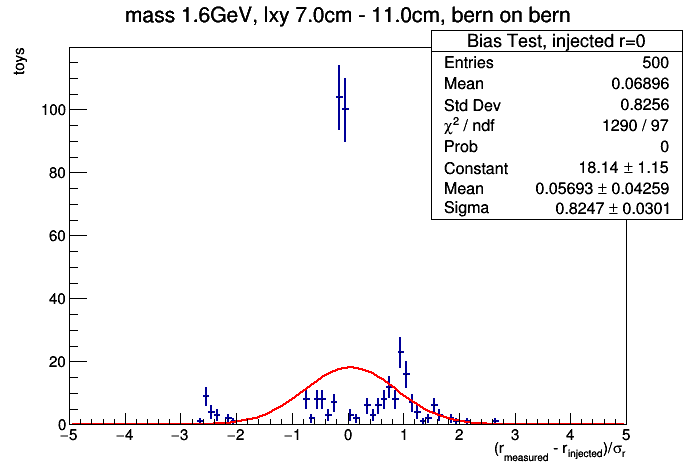 mass 1.6GeV, lxy 7.0cm - 11.0cm, bern on bern
Bias Test, injected r=0
Entries 500
Mean 0.06896
Std Dev 0.8256
χ² / ndf 1290 / 97
Prob 0
Constant 18.14 ± 1.15
Mean 0.05693 ± 0.04259
Sigma 0.8247 ± 0.0301
toys
100
80
60
40
20
0
−5 −4 −3 −2 −1 0 1 2 3 4 5
(r_measured - r_injected)/σ_r